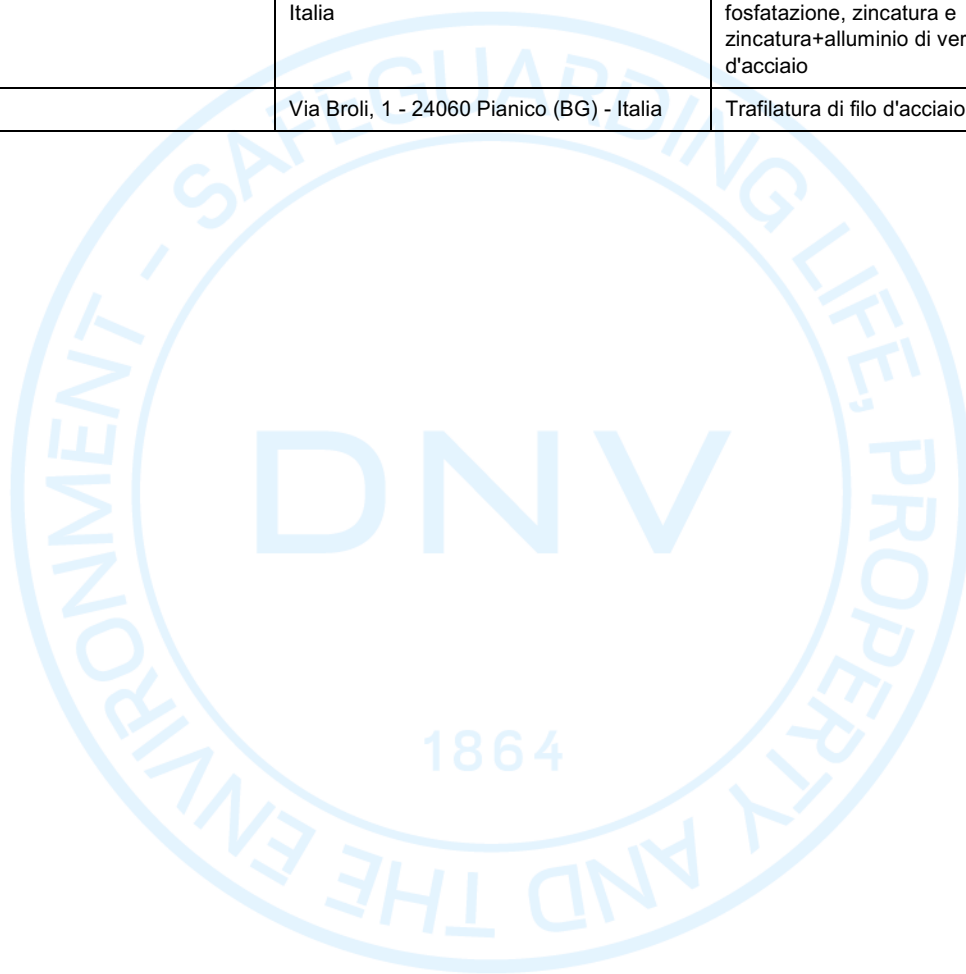 Italia
fosfatazione, zincatura e
zincatura+alluminio di
d'acciaio
Via Broli, 1 - 24060 Pianico (BG) - Italia
Trafilatura di filo d'acciaio
SAFEGUARDING LIFE, PROPERTY AND THE ENVIRONMENT -
DNV
1864